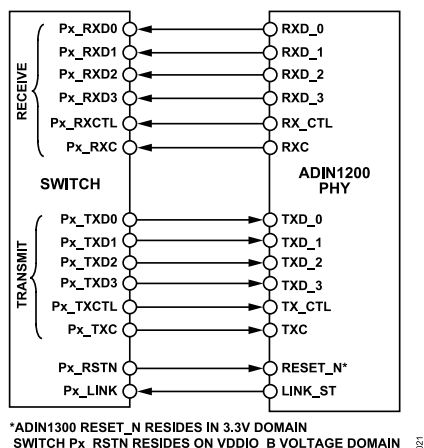 Px_RXD0 RXD_0
Px_RXD1 RXD_1
Px_RXD2 RXD_2
Px_RXD3 RXD_3
Px_RXCTL RX_CTL
Px_RXC RXC
RECEIVE
SWITCH
ADIN1200
PHY
Px_TXD0 TXD_0
Px_TXD1 TXD_1
Px_TXD2 TXD_2
Px_TXD3 TXD_3
Px_TXCTL TX_CTL
Px_TXC TXC
TRANSMIT
Px_RSTN RESET_N*
Px_LINK LINK_ST
*ADIN1300 RESET_N RESIDES IN 3.3V DOMAIN
SWITCH Px_RSTN RESIDES ON VDDIO_B VOLTAGE DOMAIN
021